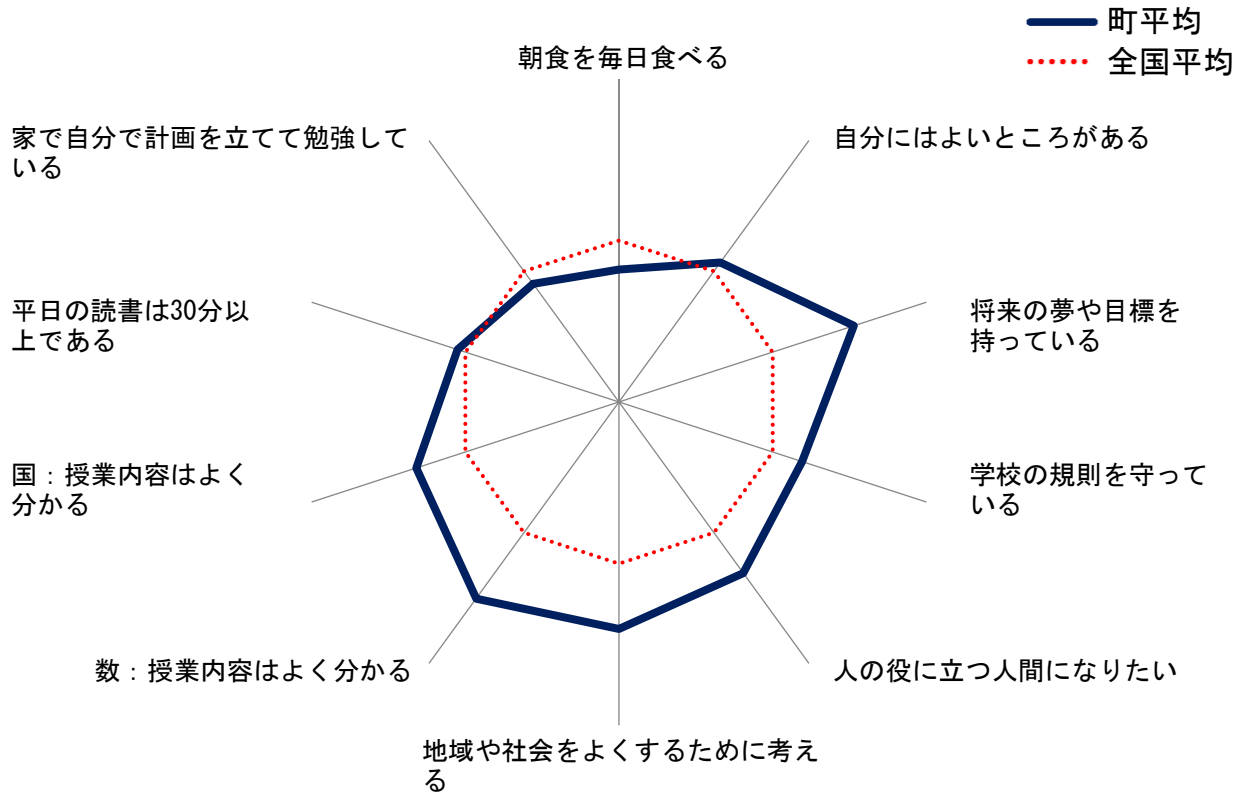 町平均
全国平均
朝食を毎日食べる
自分にはよいところがある
将来の夢や目標を
持っている
学校の規則を守って
いる
人の役に立つ人間になりたい
地域や社会をよくするために考え
る
数：授業内容はよく分かる
国：授業内容はよく
分かる
平日の読書は30分以
上である
家で自分で計画を立てて勉強して
いる